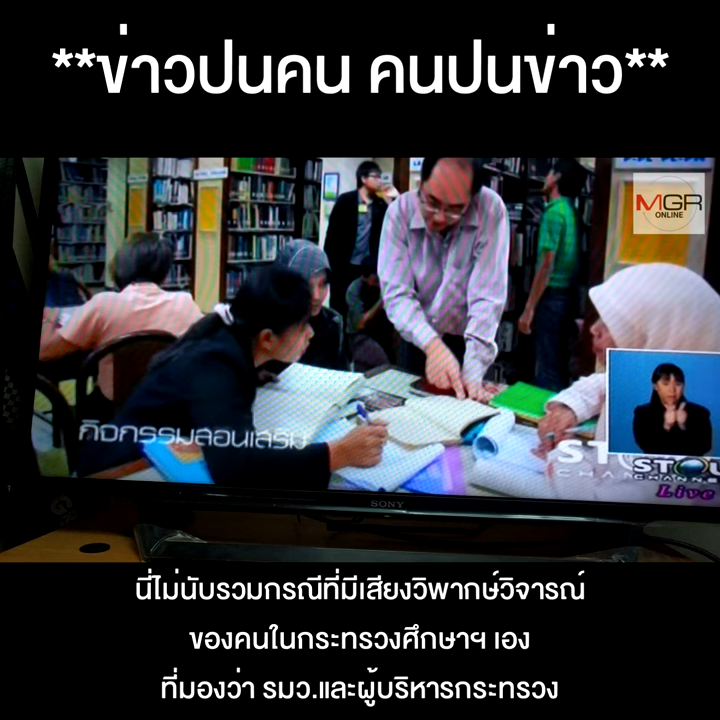 **ข่าวปนคน คนปนข่าว**
MGR
ONLINE
กิจกรรมสอนเสริม
STOU
CHANNEL
Live
SONY
นี่ไม่นับรวมกรณีที่มีเสียงวิพากษ์วิจารณ์
ของคนในกระทรวงศึกษาฯ เอง
ที่มองว่า รมว.และผู้บริหารกระทรวง